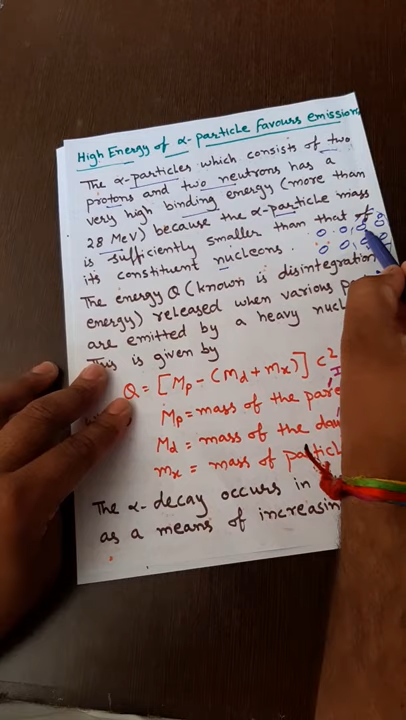 High Energy of α-particle favours emission
The α-particles which consists of two
protons and two neutrons has a
very high binding energy (more than
28 MeV) because the α-particle mass
is sufficiently smaller than that of
its constituent nucleons.
The energy Q (known is disintegration
energy) released when various
are emitted by a heavy
This is given by
Q = [Mp - (Md + mx)] c²
Mp = mass of the
Md = mass of the
mx = mass of
The α-decay occurs in
as a means of